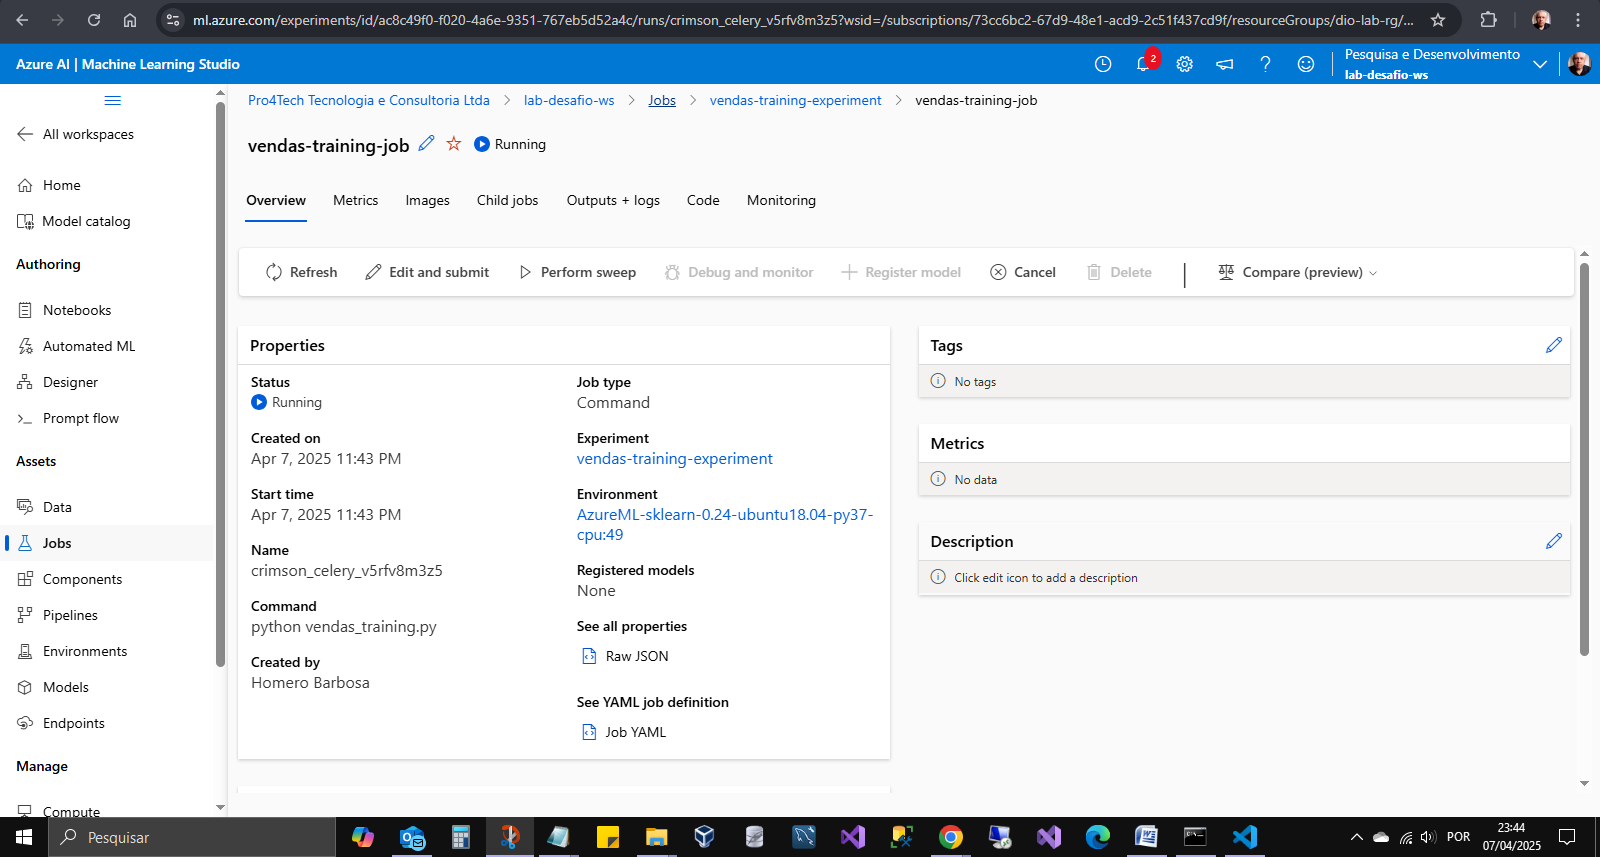 ml.azure.com/experiments/id/ac8c49f0-f020-4a6e-9351-767eb5d52a4c/runs/crimson_celery_v5rfv8m3z5?wsid=/subscriptions/73cc6bc2-67d9-48e1-acd9-2c51f437cd9f/resourceGroups/dio-lab-rg/...
Azure AI | Machine Learning Studio
2
Pesquisa e Desenvolvimento
lab-desafio-ws
All workspaces
Home
Model catalog
Authoring
Notebooks
Automated ML
Designer
Prompt flow
Assets
Data
Jobs
Components
Pipelines
Environments
Models
Endpoints
Manage
Compute
Pro4Tech Tecnologia e Consultoria Ltda > lab-desafio-ws > Jobs > vendas-training-experiment > vendas-training-job
vendas-training-job Running
Overview Metrics Images Child jobs Outputs + logs Code Monitoring
Refresh Edit and submit Perform sweep Debug and monitor Register model Cancel Delete Compare (preview)
Properties
Status
Running
Created on
Apr 7, 2025 11:43 PM
Start time
Apr 7, 2025 11:43 PM
Name
crimson_celery_v5rfv8m3z5
Command
python vendas_training.py
Created by
Homero Barbosa
Job type
Command
Experiment
vendas-training-experiment
Environment
AzureML-sklearn-0.24-ubuntu18.04-py37-
cpu:49
Registered models
None
See all properties
Raw JSON
See YAML job definition
Job YAML
Tags
No tags
Metrics
No data
Description
Click edit icon to add a description
Pesquisar
POR
23:44
07/04/2025